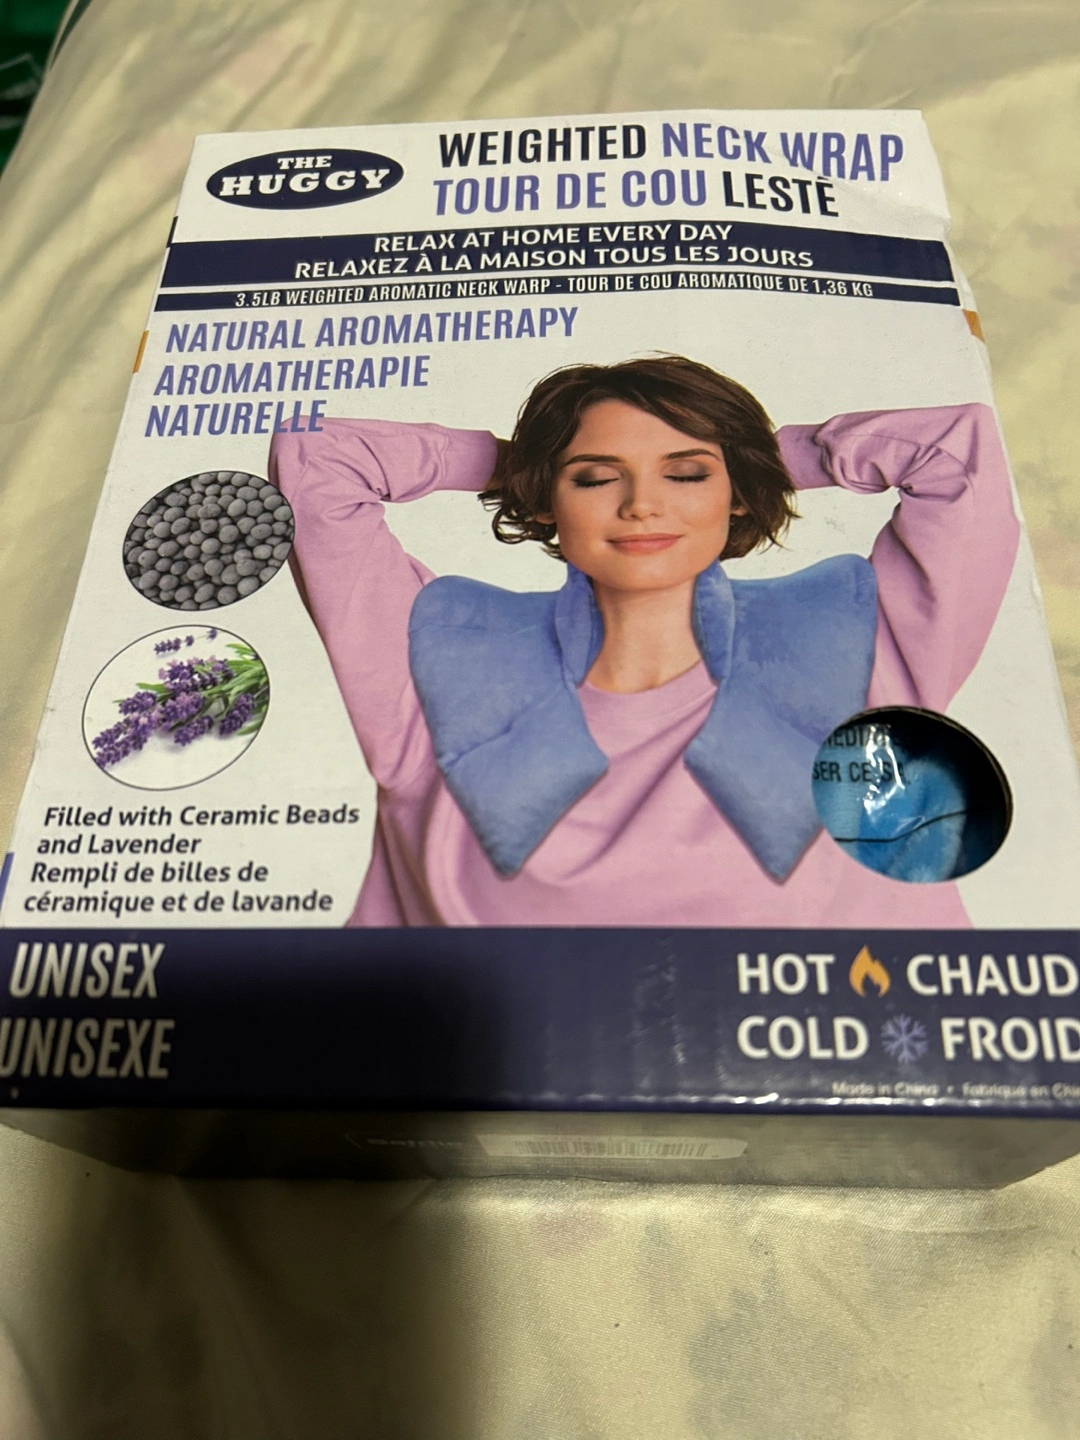 THE
HUGGY
WEIGHTED NECK WRAP
TOUR DE COU LESTÉ
RELAX AT HOME EVERY DAY
RELAXEZ À LA MAISON TOUS LES JOURS
3.5LB WEIGHTED AROMATIC NECK WARP - TOUR DE COU AROMATIQUE DE 1,36 KG
NATURAL AROMATHERAPY
AROMATHERAPIE
NATURELLE
SER CE
Filled with Ceramic Beads
and Lavender
Rempli de billes de
céramique et de lavande
UNISEX
UNISEXE
HOT CHAUD
COLD FROID
Made in China • Fabrique en